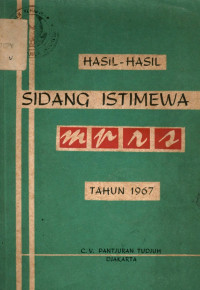 HASIL-HASIL
SIDANG ISTIMEWA
mprs
TAHUN 1967
C.V. PANTJURAN TUDJUH
DJAKARTA